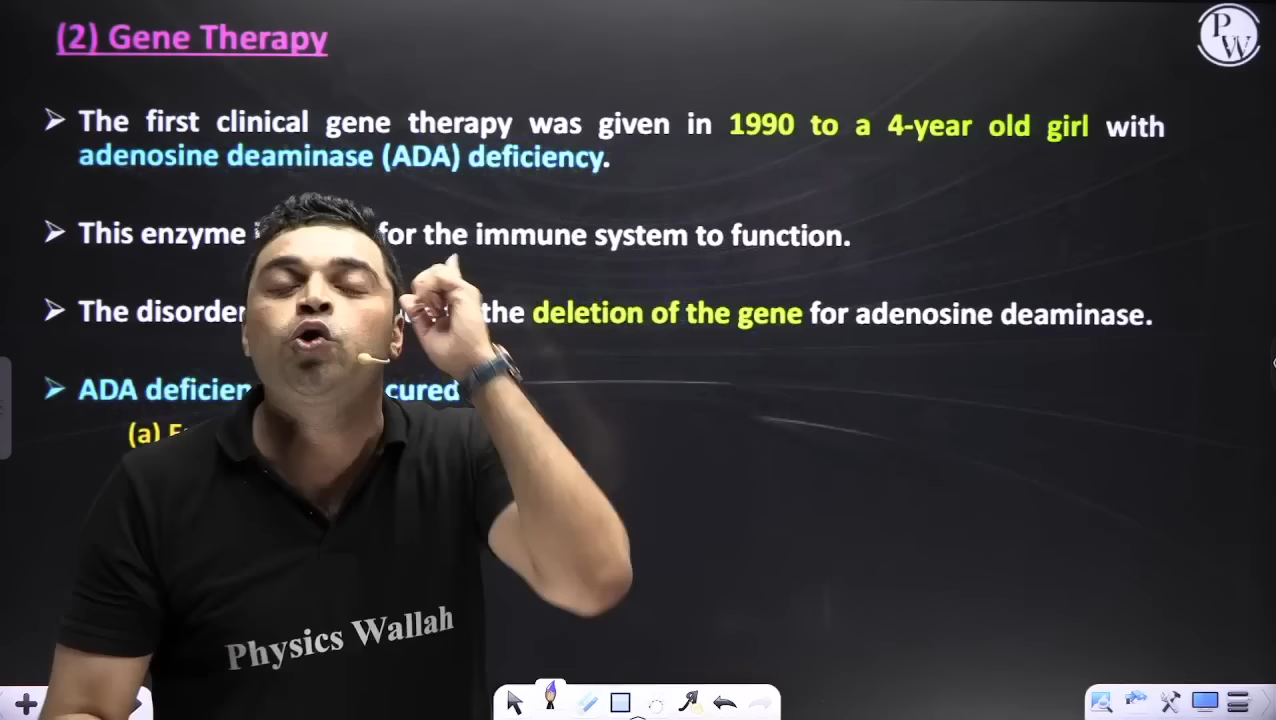 (2) Gene Therapy
P
W
The first clinical gene therapy was given in 1990 to a 4-year old girl with
adenosine deaminase (ADA) deficiency.
This enzyme for the immune system to function.
The disorder the deletion of the gene for adenosine deaminase.
ADA cured
(a)
Physics Wallah